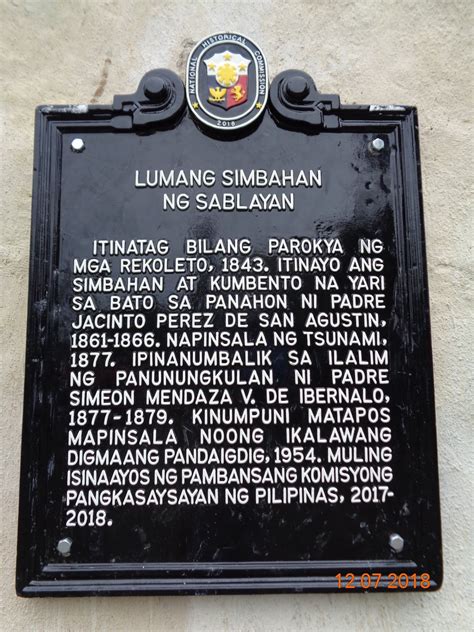 NATIONAL HISTORICAL COMMISSION
2018
LUMANG SIMBAHAN
NG SABLAYAN
ITINATAG BILANG PAROKYA NG
MGA REKOLETO, 1843. ITINAYO ANG
SIMBAHAN AT KUMBENTO NA YARI
SA BATO SA PANAHON NI PADRE
JACINTO PEREZ DE SAN AGUSTIN,
1861-1866. NAPINSALA NG TSUNAMI,
1877. IPINANUMBALIK SA ILALIM
NG PANUNUNGKULAN NI PADRE
SIMEON MENDAZA V. DE IBERNALO,
1877-1879. KINUMPUNI MATAPOS
MAPINSALA NOONG IKALAWANG
DIGMAANG PANDAIGDIG, 1954. MULING
ISINAAYOS NG PAMBANSANG KOMISYONG
PANGKASAYSAYAN NG PILIPINAS, 2017-
2018.
12 07 2018